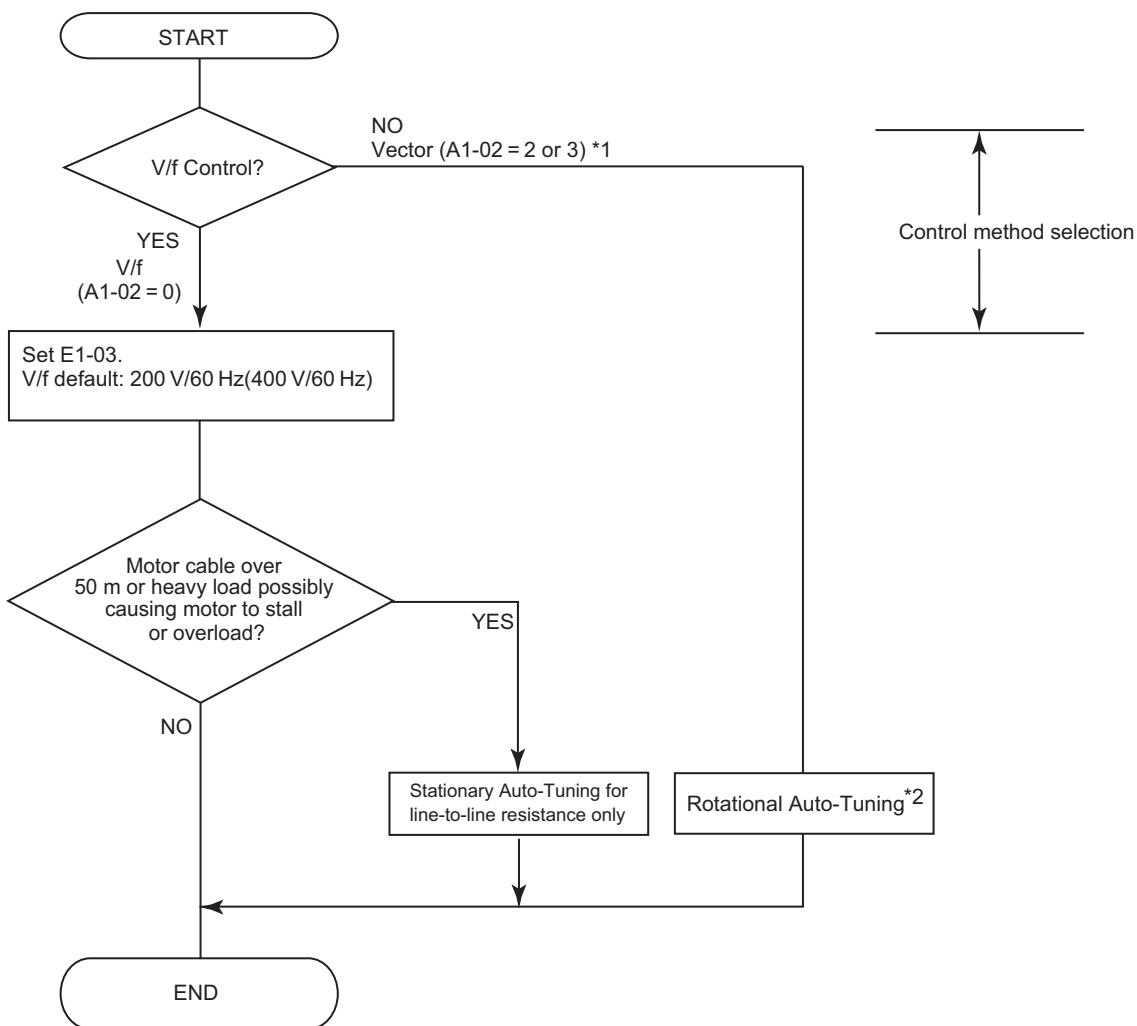 START
V/f Control?
NO
Vector (A1-02 = 2 or 3) *1
Control method selection
YES
V/f
(A1-02 = 0)
Set E1-03.
V/f default: 200 V/60 Hz(400 V/60 Hz)
Motor cable over
50 m or heavy load possibly
causing motor to stall
or overload?
YES
NO
Stationary Auto-Tuning for
line-to-line resistance only
Rotational Auto-Tuning*2
END